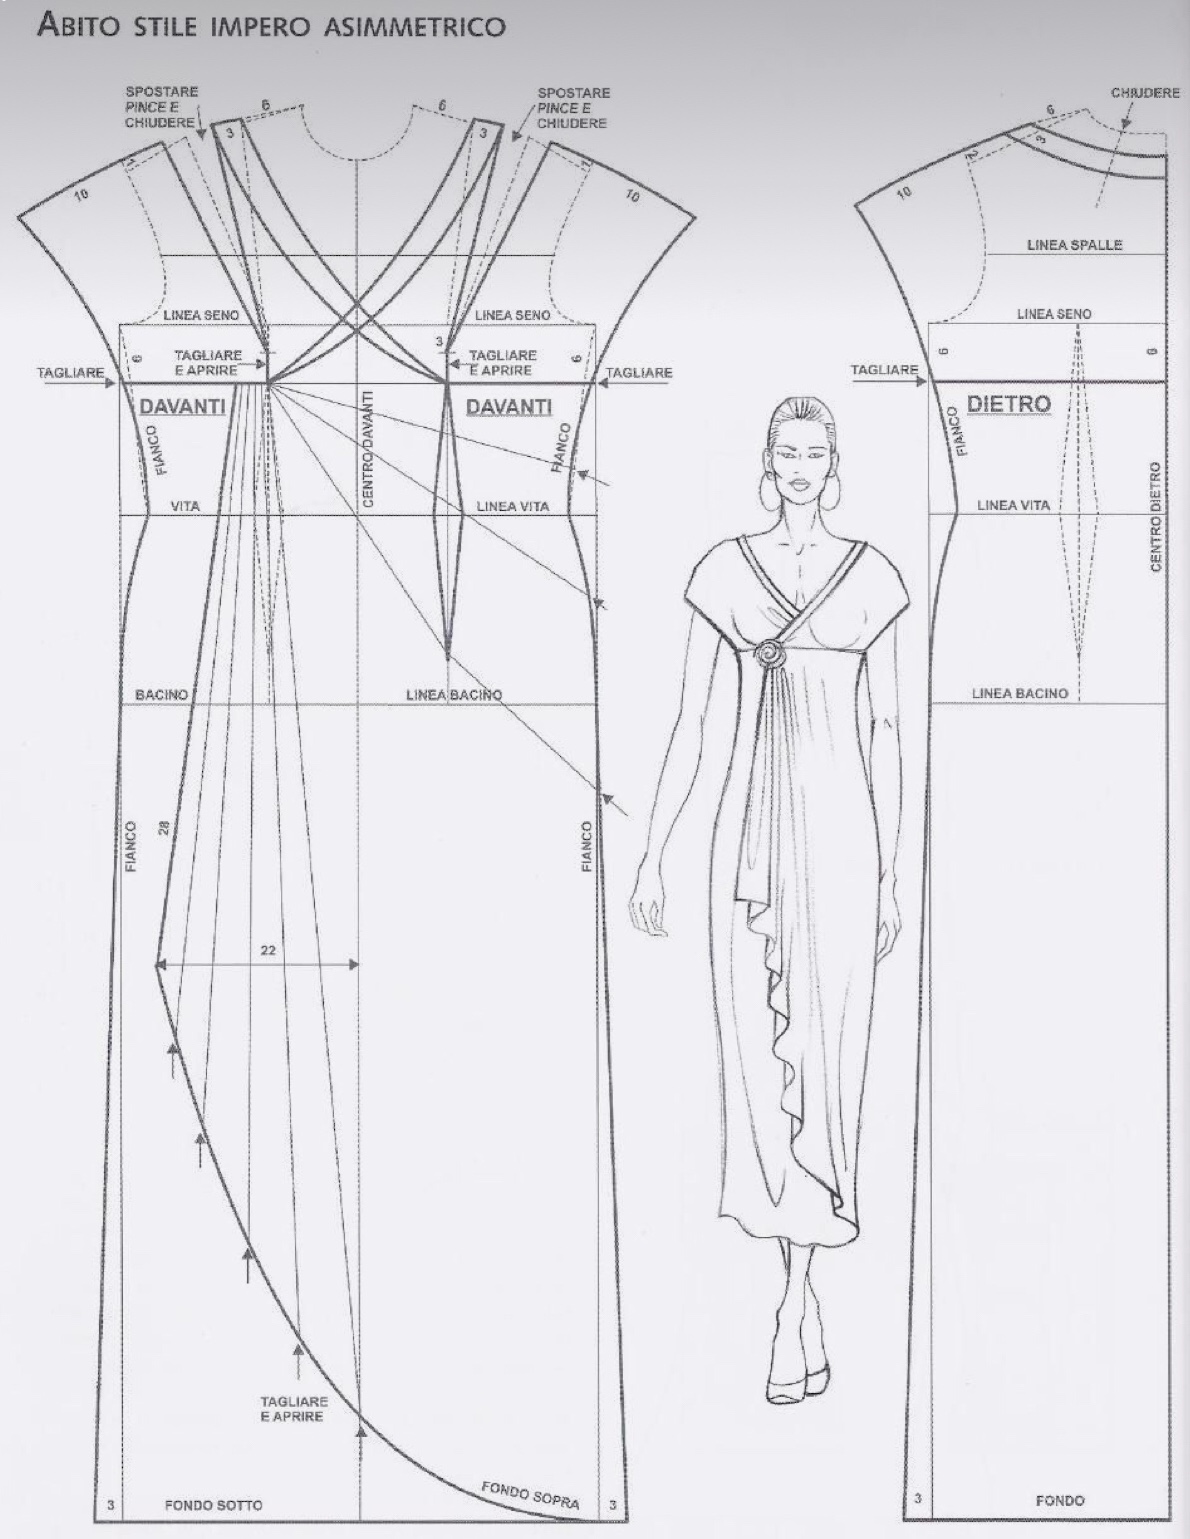 ABITO STILE IMPERO ASIMMETRICO
SPOSTARE
PINCE E
CHIUDERE
6
6
SPOSTARE
PINCE E
CHIUDERE
CHIUDERE
3
3
6
3
1
1
2
10
10
10
LINEA SPALLE
LINEA SENO
LINEA SENO
LINEA SENO
3
6
TAGLIARE
E APRIRE
TAGLIARE
E APRIRE
6
6
6
TAGLIARE
TAGLIARE
TAGLIARE
DAVANTI
DAVANTI
DIETRO
FIANCO
CENTRO DAVANTI
FIANCO
FIANCO
CENTRO DIETRO
VITA
LINEA VITA
LINEA VITA
BACINO
LINEA BACINO
LINEA BACINO
FIANCO
28
FIANCO
22
TAGLIARE
E APRIRE
3
FONDO SOTTO
FONDO SOPRA
3
3
FONDO